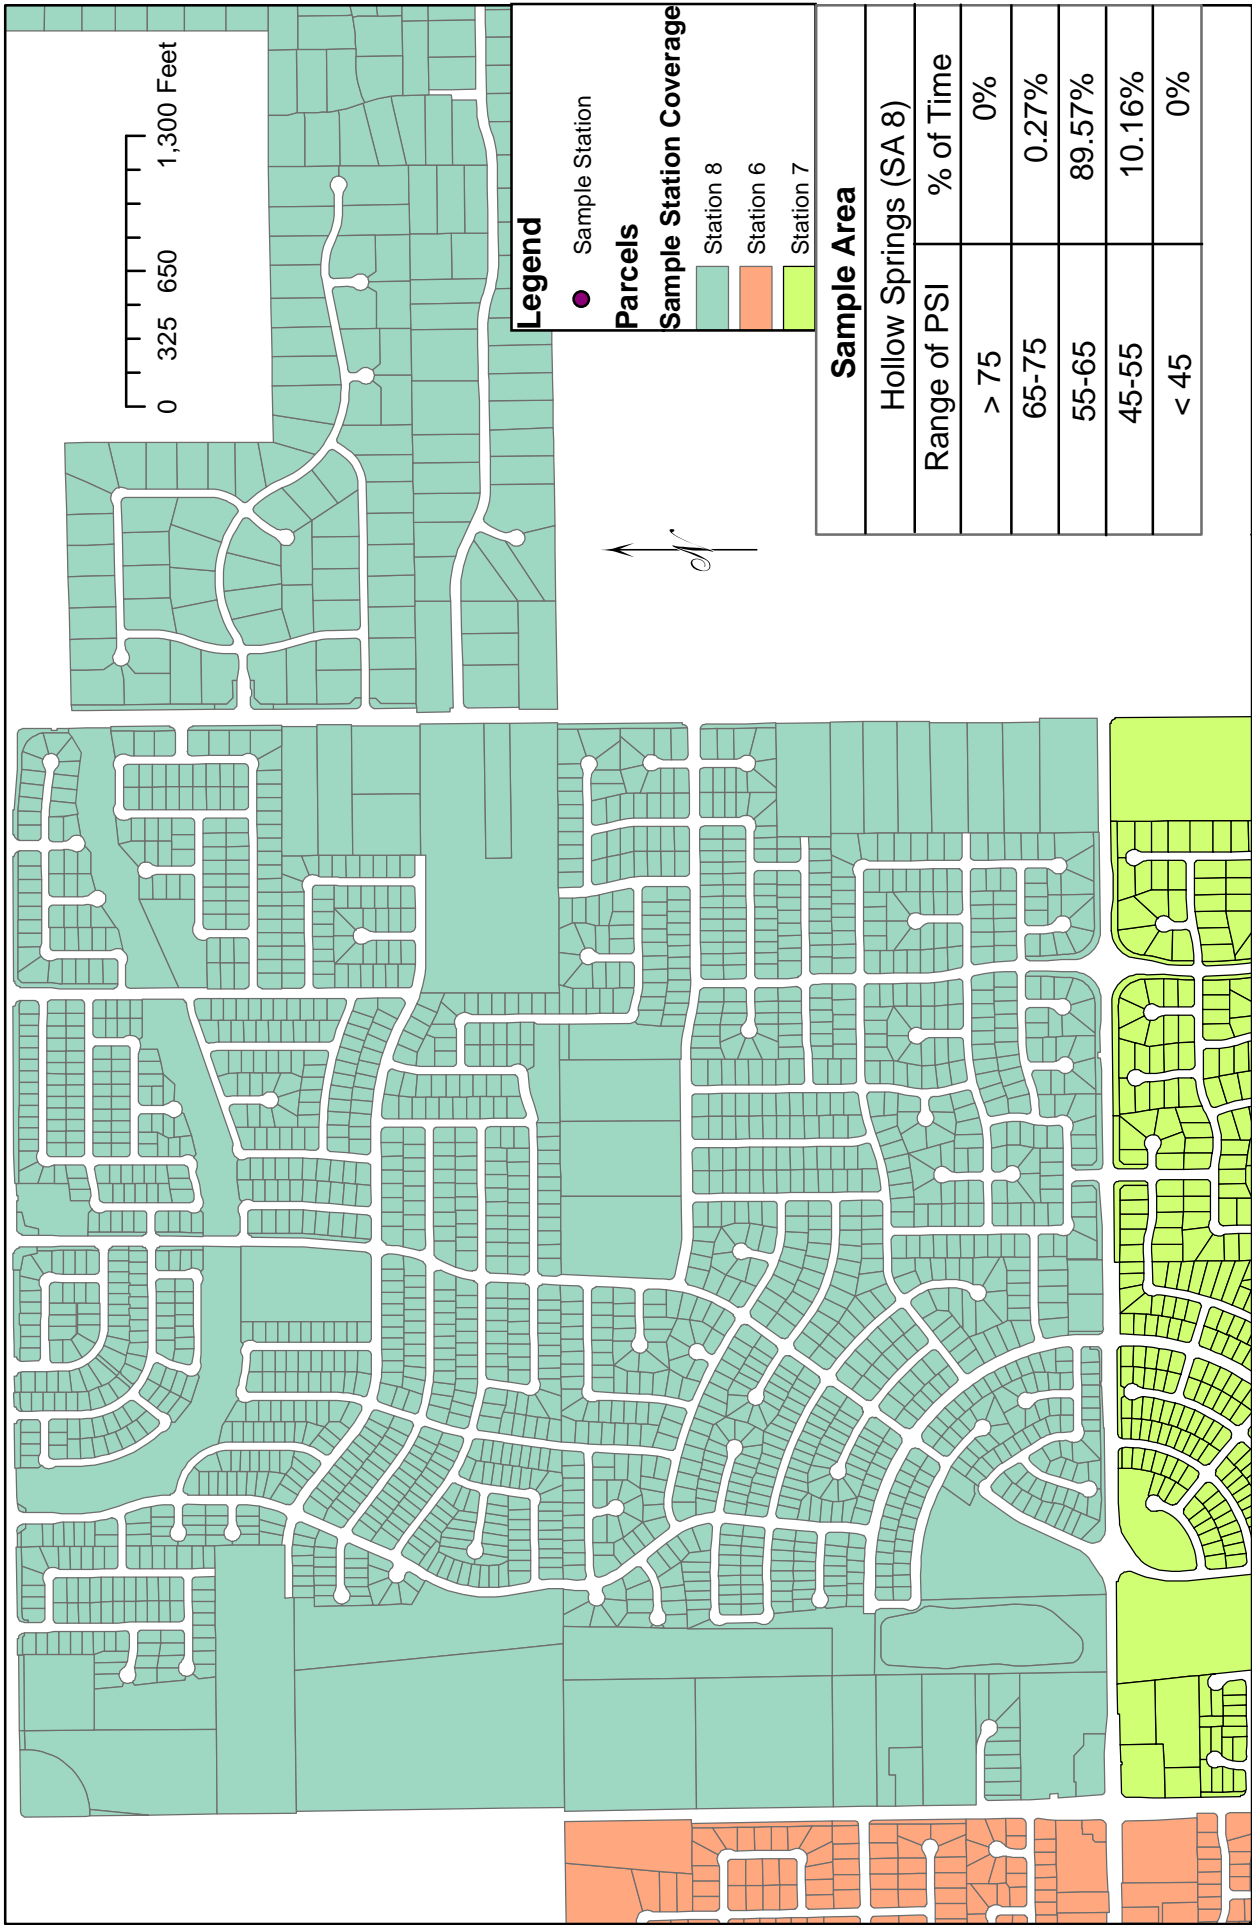 0 325 650 1,300 Feet
Legend
Sample Station
Parcels
Sample Station Coverage
Station 8
Station 6
Station 7
N
Sample Area
Hollow Springs (SA 8)
Range of PSI % of Time
> 75 0%
65-75 0.27%
55-65 89.57%
45-55 10.16%
< 45 0%